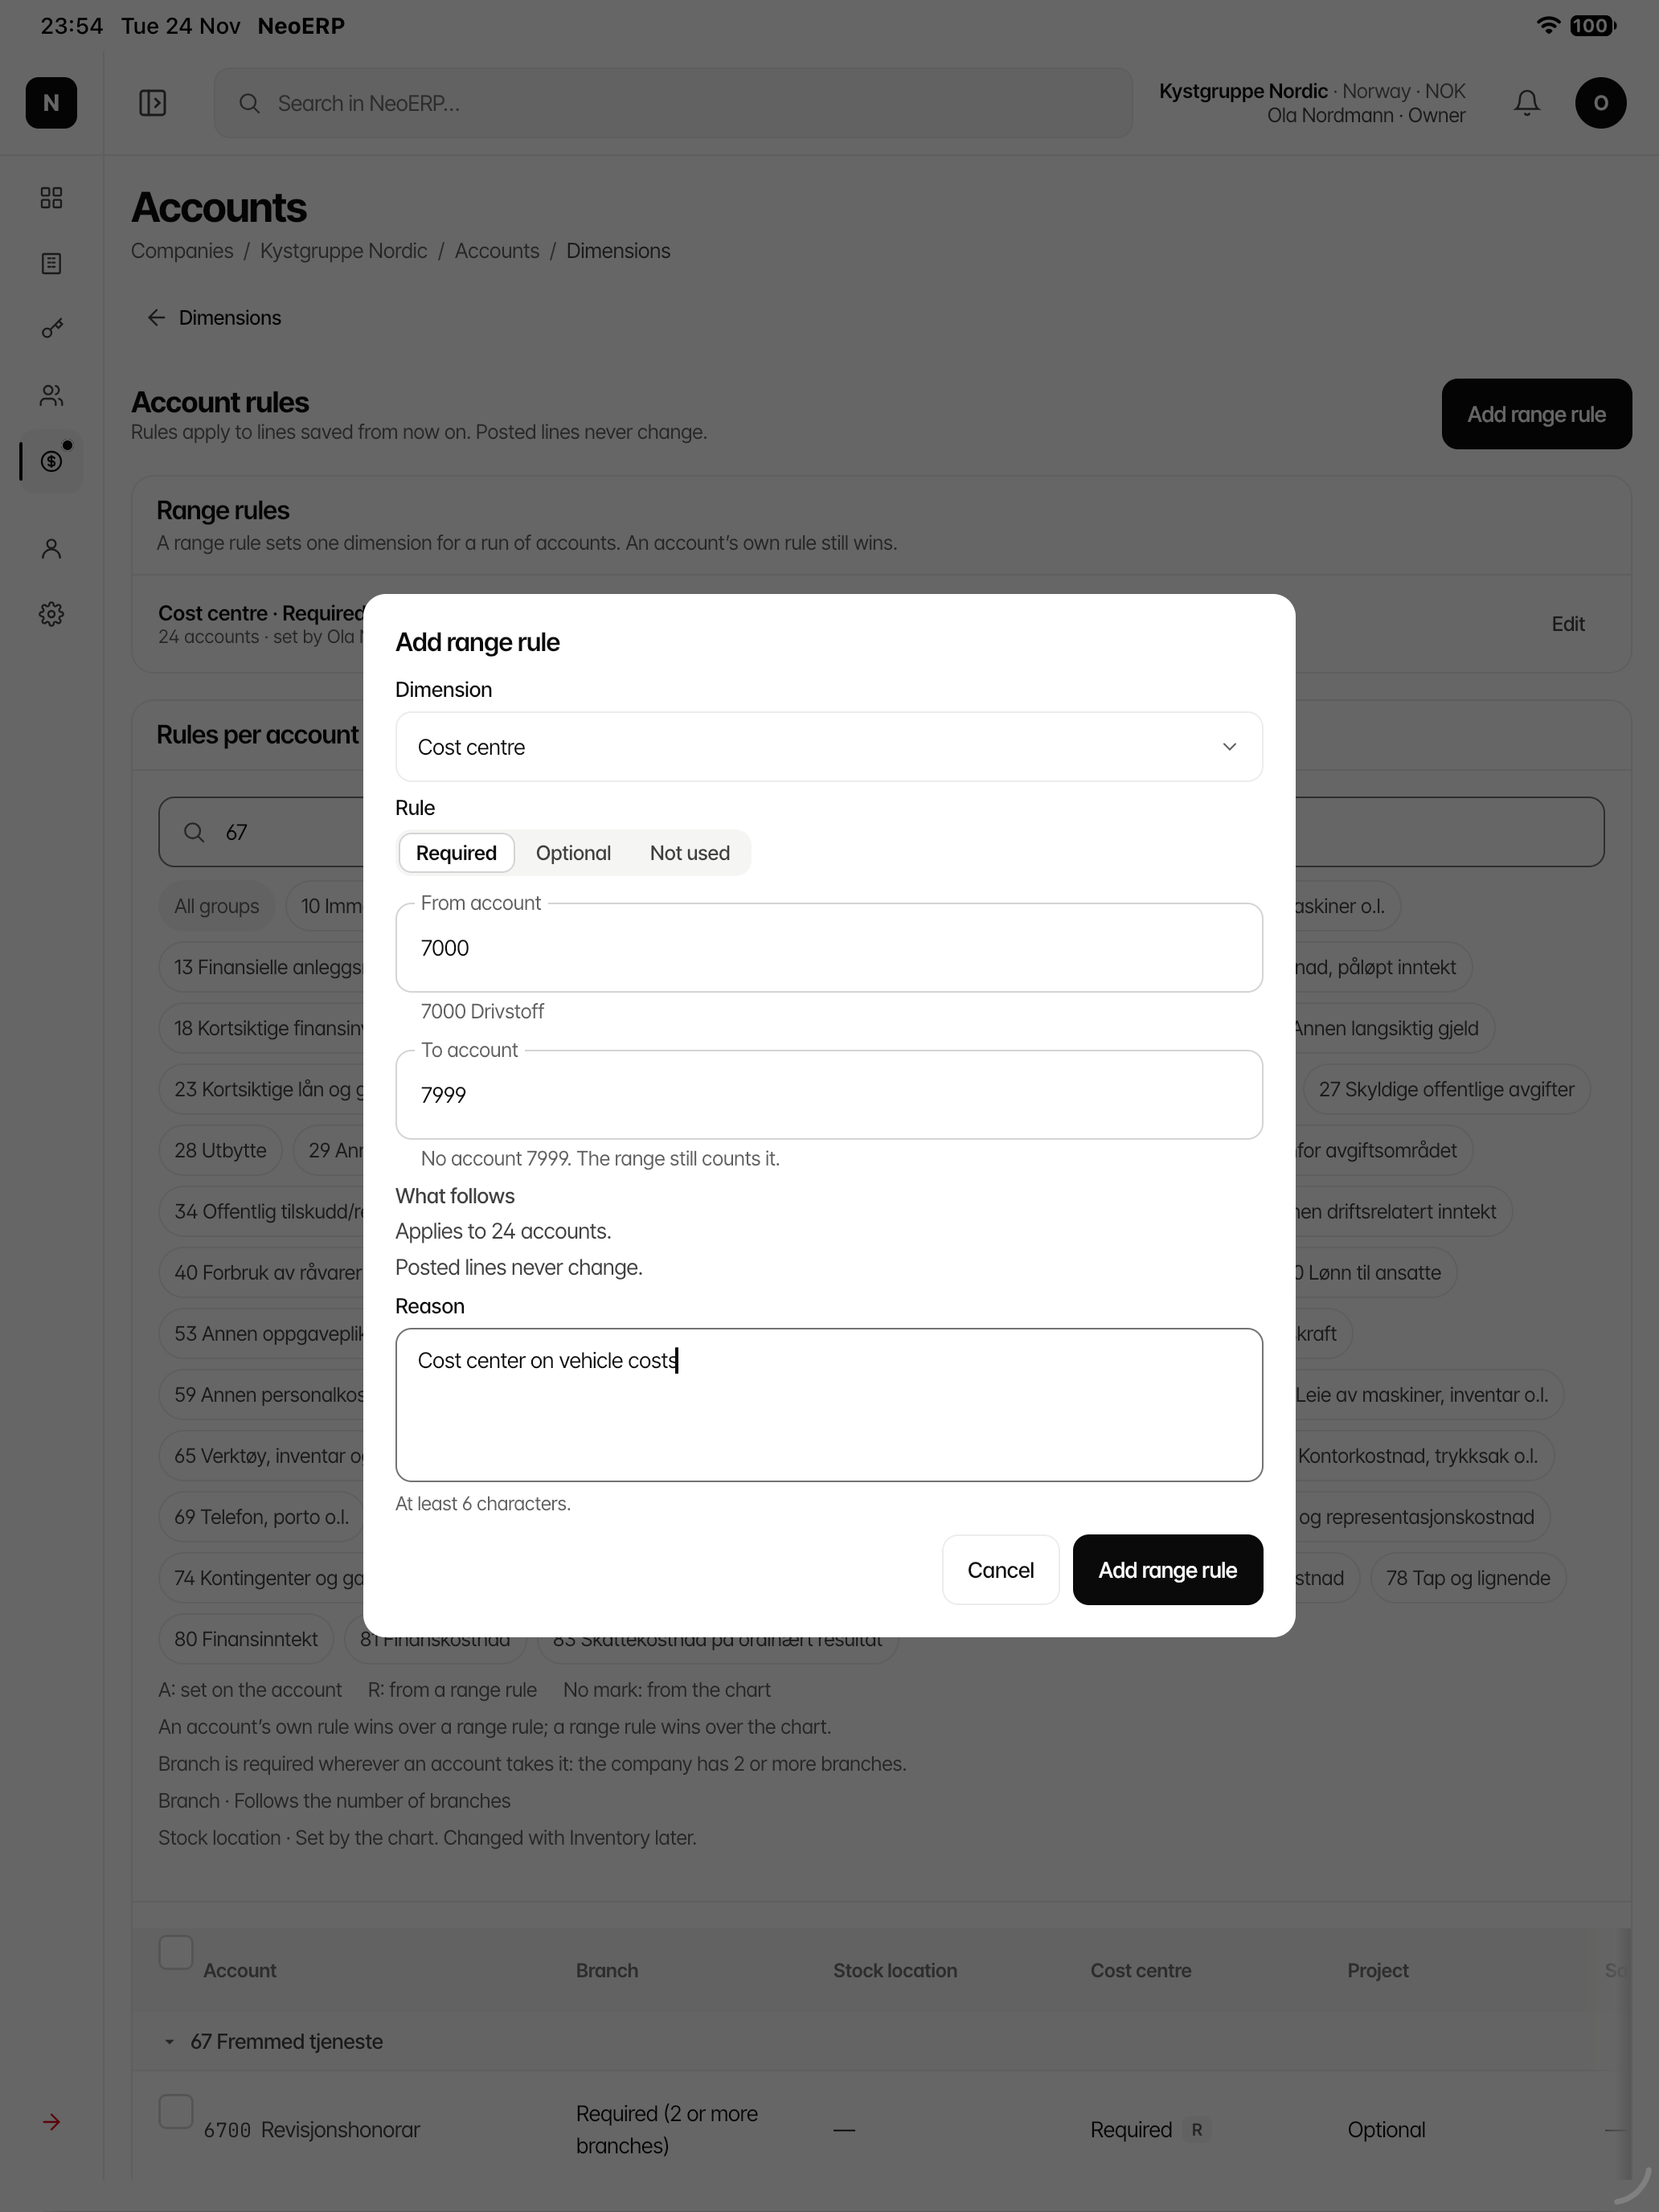 23:54 Tue 24 Nov NeoERP
100
N
Search in NeoERP...
Kystgruppe Nordic · Norway · NOK
Ola Nordmann · Owner
O
Accounts
Companies / Kystgruppe Nordic / Accounts / Dimensions
Dimensions
Account rules
Rules apply to lines saved from now on. Posted lines never change.
Add range rule
Range rules
A range rule sets one dimension for a run of accounts. An account’s own rule still wins.
Cost centre · Required
24 accounts · set by Ola
Edit
Rules per account
67
All groups
10
askiner o.l.
13 Finansielle
nad, påløpt inntekt
18 Kortsiktige
Annen langsiktig gjeld
23 Kortsiktige lån og
27 Skyldige offentlige avgifter
28 Utbytte
29
for avgiftsområdet
34 Offentlig
driftsrelatert inntekt
40 Forbruk av råvarer
Lønn til ansatte
53 Annen
kraft
59 Annen
Leie av maskiner, inventar o.l.
65 Verktøy, inventar
Kontorkostnad, trykksak o.l.
69 Telefon, porto o.l.
og representasjonskostnad
74 Kontingenter og
stnad
78 Tap og lignende
80 Finansinntekt
81 Finanskostnad
83 Skattekostnad på ordinært resultat
Add range rule
Dimension
Cost centre
Rule
Required Optional Not used
From account
7000
7000 Drivstoff
To account
7999
No account 7999. The range still counts it.
What follows
Applies to 24 accounts.
Posted lines never change.
Reason
Cost center on vehicle costs
At least 6 characters.
Cancel
Add range rule
A: set on the account R: from a range rule No mark: from the chart
An account’s own rule wins over a range rule; a range rule wins over the chart.
Branch is required wherever an account takes it: the company has 2 or more branches.
Branch · Follows the number of branches
Stock location · Set by the chart. Changed with Inventory later.
Account Branch Stock location Cost centre Project
67 Fremmed tjeneste
6700 Revisjonshonorar
Required (2 or more
branches)
—
Required R
Optional
—